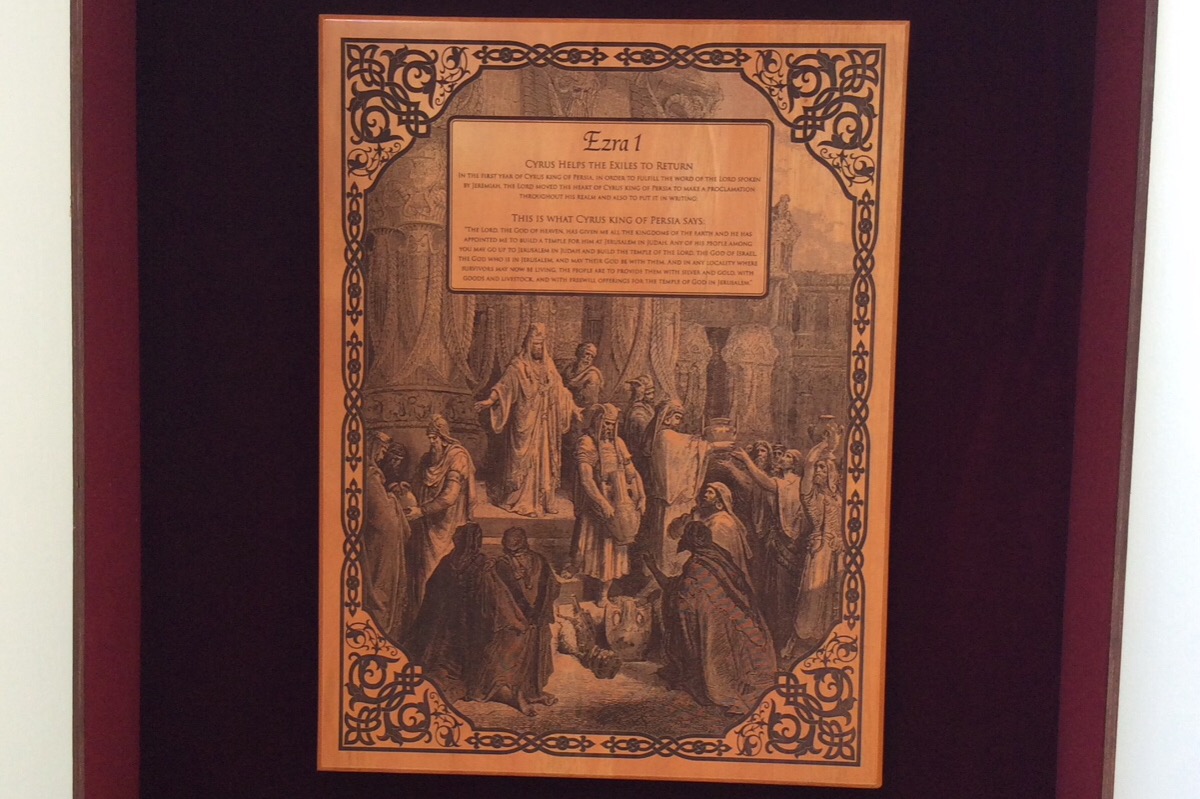 Ezra 1
CYRUS HELPS THE EXILES TO RETURN
IN THE FIRST YEAR OF CYRUS KING OF PERSIA, IN ORDER TO FULFILL THE WORD OF THE LORD SPOKEN
BY JEREMIAH, THE LORD MOVED THE HEART OF CYRUS KING OF PERSIA TO MAKE A PROCLAMATION
THROUGHOUT HIS REALM AND ALSO TO PUT IT IN WRITING:
THIS IS WHAT CYRUS KING OF PERSIA SAYS:
"THE LORD, THE GOD OF HEAVEN, HAS GIVEN ME ALL THE KINGDOMS OF THE EARTH AND HE HAS
APPOINTED ME TO BUILD A TEMPLE FOR HIM AT JERUSALEM IN JUDAH. ANY OF HIS PEOPLE AMONG
YOU MAY GO UP TO JERUSALEM IN JUDAH AND BUILD THE TEMPLE OF THE LORD, THE GOD OF ISRAEL,
THE GOD WHO IS IN JERUSALEM, AND MAY THEIR GOD BE WITH THEM. AND IN ANY LOCALITY WHERE
SURVIVORS MAY NOW BE LIVING, THE PEOPLE ARE TO PROVIDE THEM WITH SILVER AND GOLD, WITH
GOODS AND LIVESTOCK, AND WITH FREEWILL OFFERINGS FOR THE TEMPLE OF GOD IN JERUSALEM."